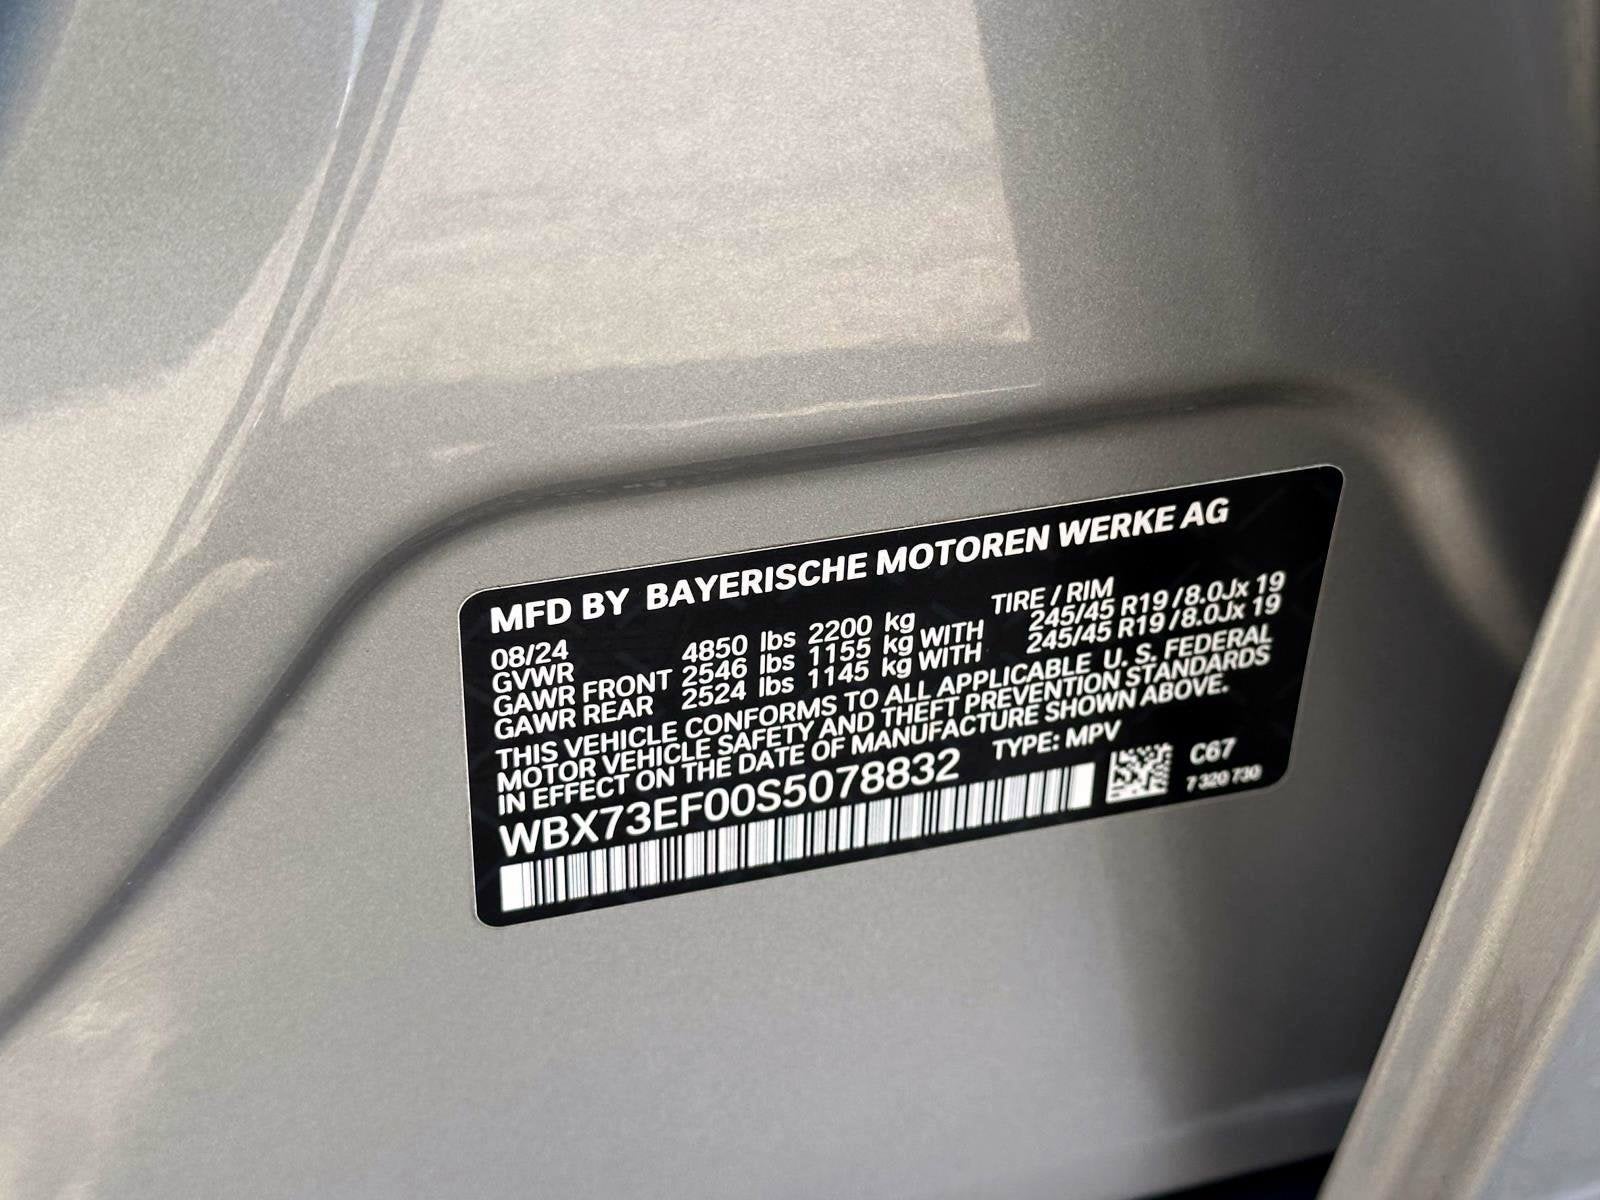 MFD BY BAYERISCHE MOTOREN WERKE AG
08/24 TIRE / RIM
GVWR 4850 lbs 2200 kg
GAWR FRONT 2546 lbs 1155 kg WITH 245/45 R19 / 8.0Jx 19
GAWR REAR 2524 lbs 1145 kg WITH 245/45 R19 / 8.0Jx 19
THIS VEHICLE CONFORMS TO ALL APPLICABLE U. S. FEDERAL
MOTOR VEHICLE SAFETY AND THEFT PREVENTION STANDARDS
IN EFFECT ON THE DATE OF MANUFACTURE SHOWN ABOVE.
WBX73EF00S5078832 TYPE: MPV
C67
7 320 730